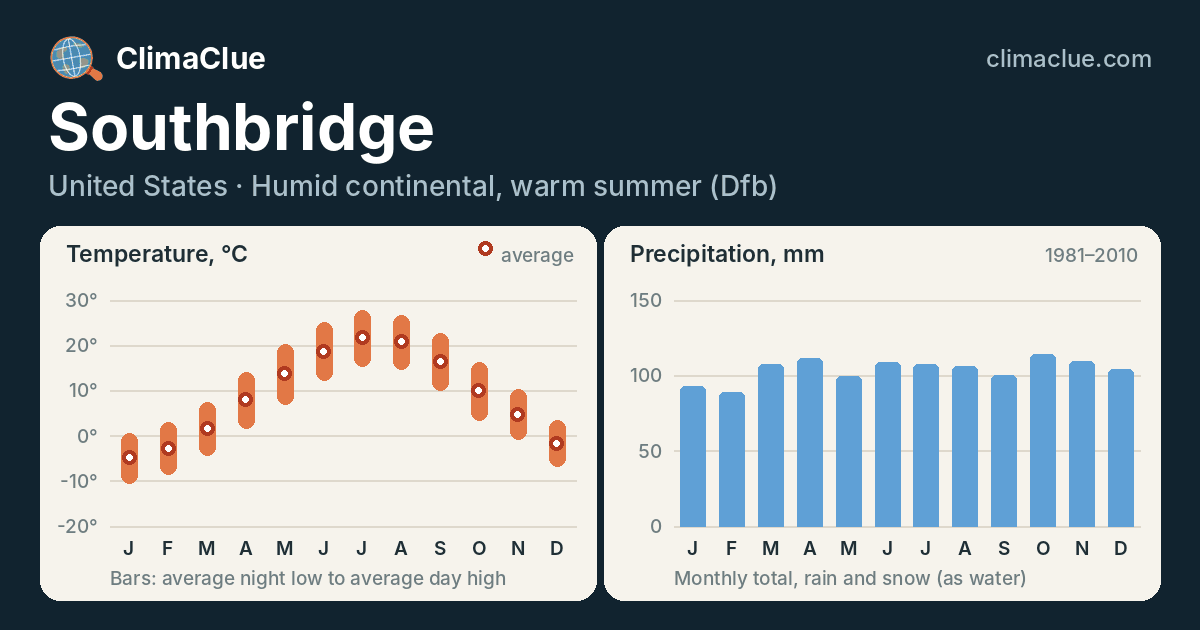 ClimaClue
climaclue.com
Southbridge
United States · Humid continental, warm summer (Dfb)
Temperature, °C
average
30°
20°
10°
0°
-10°
-20°
J F M A M J J A S O N D
Bars: average night low to average day high
Precipitation, mm
1981–2010
150
100
50
0
J F M A M J J A S O N D
Monthly total, rain and snow (as water)